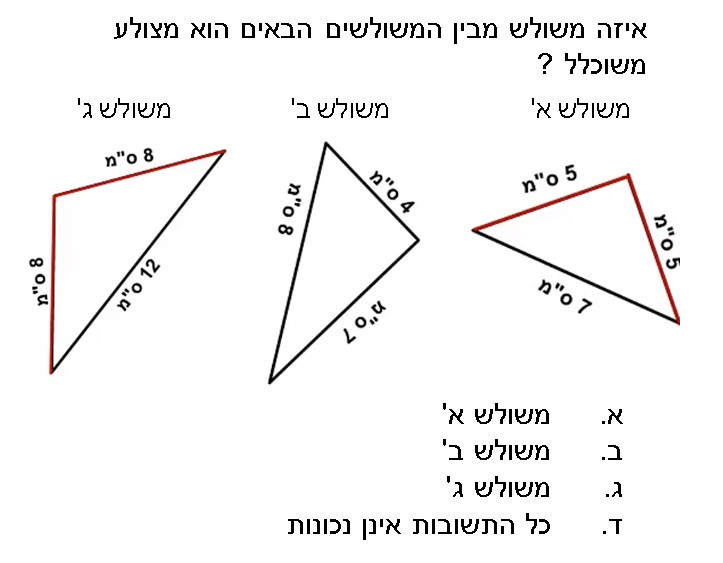 איזה משולש מבין המשולשים הבאים הוא מצולע
משוכלל ?
משולש א' משולש ב' משולש ג'
5 ס"מ
5 ס"מ
7 ס"מ
4 ס"מ
8 ס"מ
7 ס"מ
8 ס"מ
8 ס"מ
12 ס"מ
א. משולש א'
ב. משולש ב'
ג. משולש ג'
ד. כל התשובות אינן נכונות